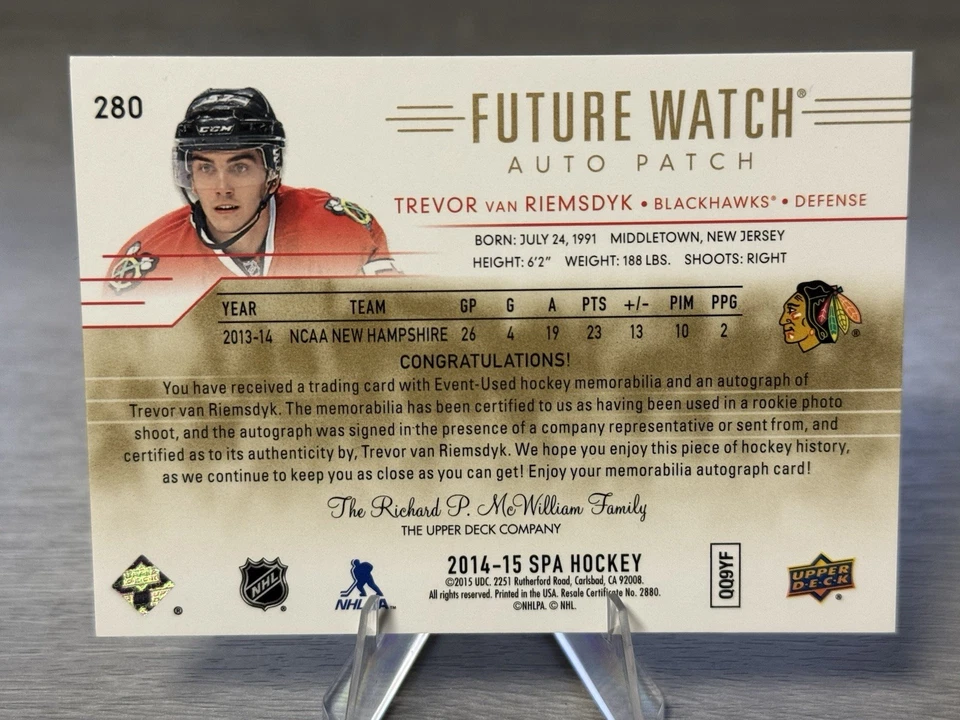 280
CCM
FUTURE WATCH®
AUTO PATCH
TREVOR VAN RIEMSDYK • BLACKHAWKS® • DEFENSE
BORN: JULY 24, 1991 MIDDLETOWN, NEW JERSEY
HEIGHT: 6'2" WEIGHT: 188 LBS. SHOOTS: RIGHT
YEAR TEAM GP G A PTS +/- PIM PPG
2013-14 NCAA NEW HAMPSHIRE 26 4 19 23 13 10 2
®
CONGRATULATIONS!
You have received a trading card with Event-Used hockey memorabilia and an autograph of
Trevor van Riemsdyk. The memorabilia has been certified to us as having been used in a rookie photo
shoot, and the autograph was signed in the presence of a company representative or sent from, and
certified as to its authenticity by, Trevor van Riemsdyk. We hope you enjoy this piece of hockey history,
as we continue to keep you as close as you can get! Enjoy your memorabilia autograph card!
The Richard P. McWilliam Family
THE UPPER DECK COMPANY
2014-15 SPA HOCKEY
©2015 UDC. 2251 Rutherford Road, Carlsbad, CA 92008.
All rights reserved. Printed in the USA. Resale Certificate No. 2880.
©NHLPA. © NHL.
NHL
®
QQ9YF
UPPER
DECK
®